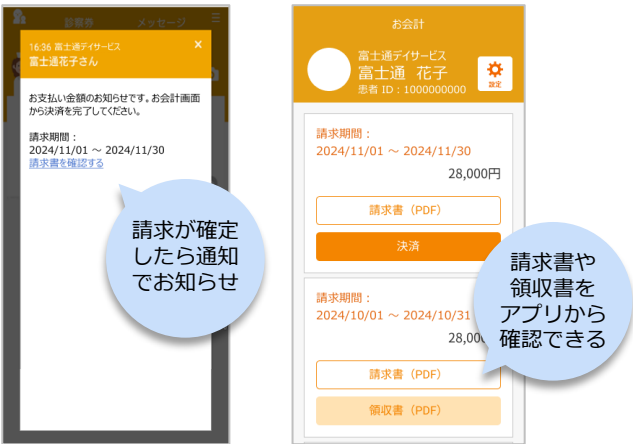 診察券 メッセージ
16:36 富士通デイサービス
富士通花子さん
×
お支払い金額のお知らせです。お会計画面
から決済を完了してください。
請求期間：
2024/11/01 ～ 2024/11/30
請求書を確認する
請求が確定
したら通知
でお知らせ
お会計
富士通デイサービス
富士通 花子
患者 ID：1000000000
設定
請求期間：
2024/11/01 ～ 2024/11/30
28,000円
請求書（PDF）
決済
請求期間：
2024/10/01 ～ 2024/10/31
28,00
請求書（PDF）
領収書（PDF）
請求書や
領収書を
アプリから
確認できる